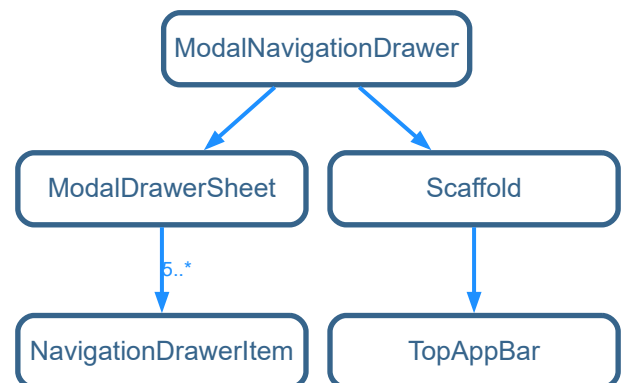 ModalNavigationDrawer
ModalDrawerSheet
Scaffold
5..*
NavigationDrawerItem
TopAppBar